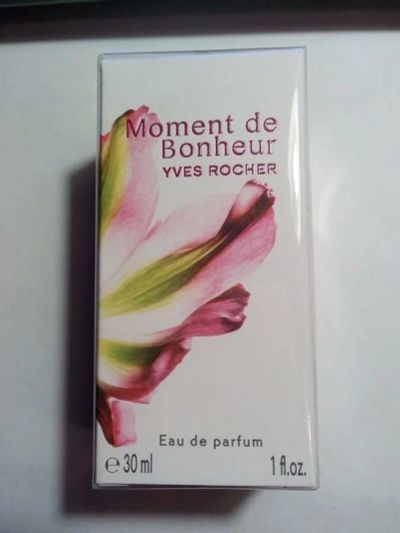 Moment de
Bonheur
YVES ROCHER
Eau de parfum
℮ 30 ml 1 fl.oz.